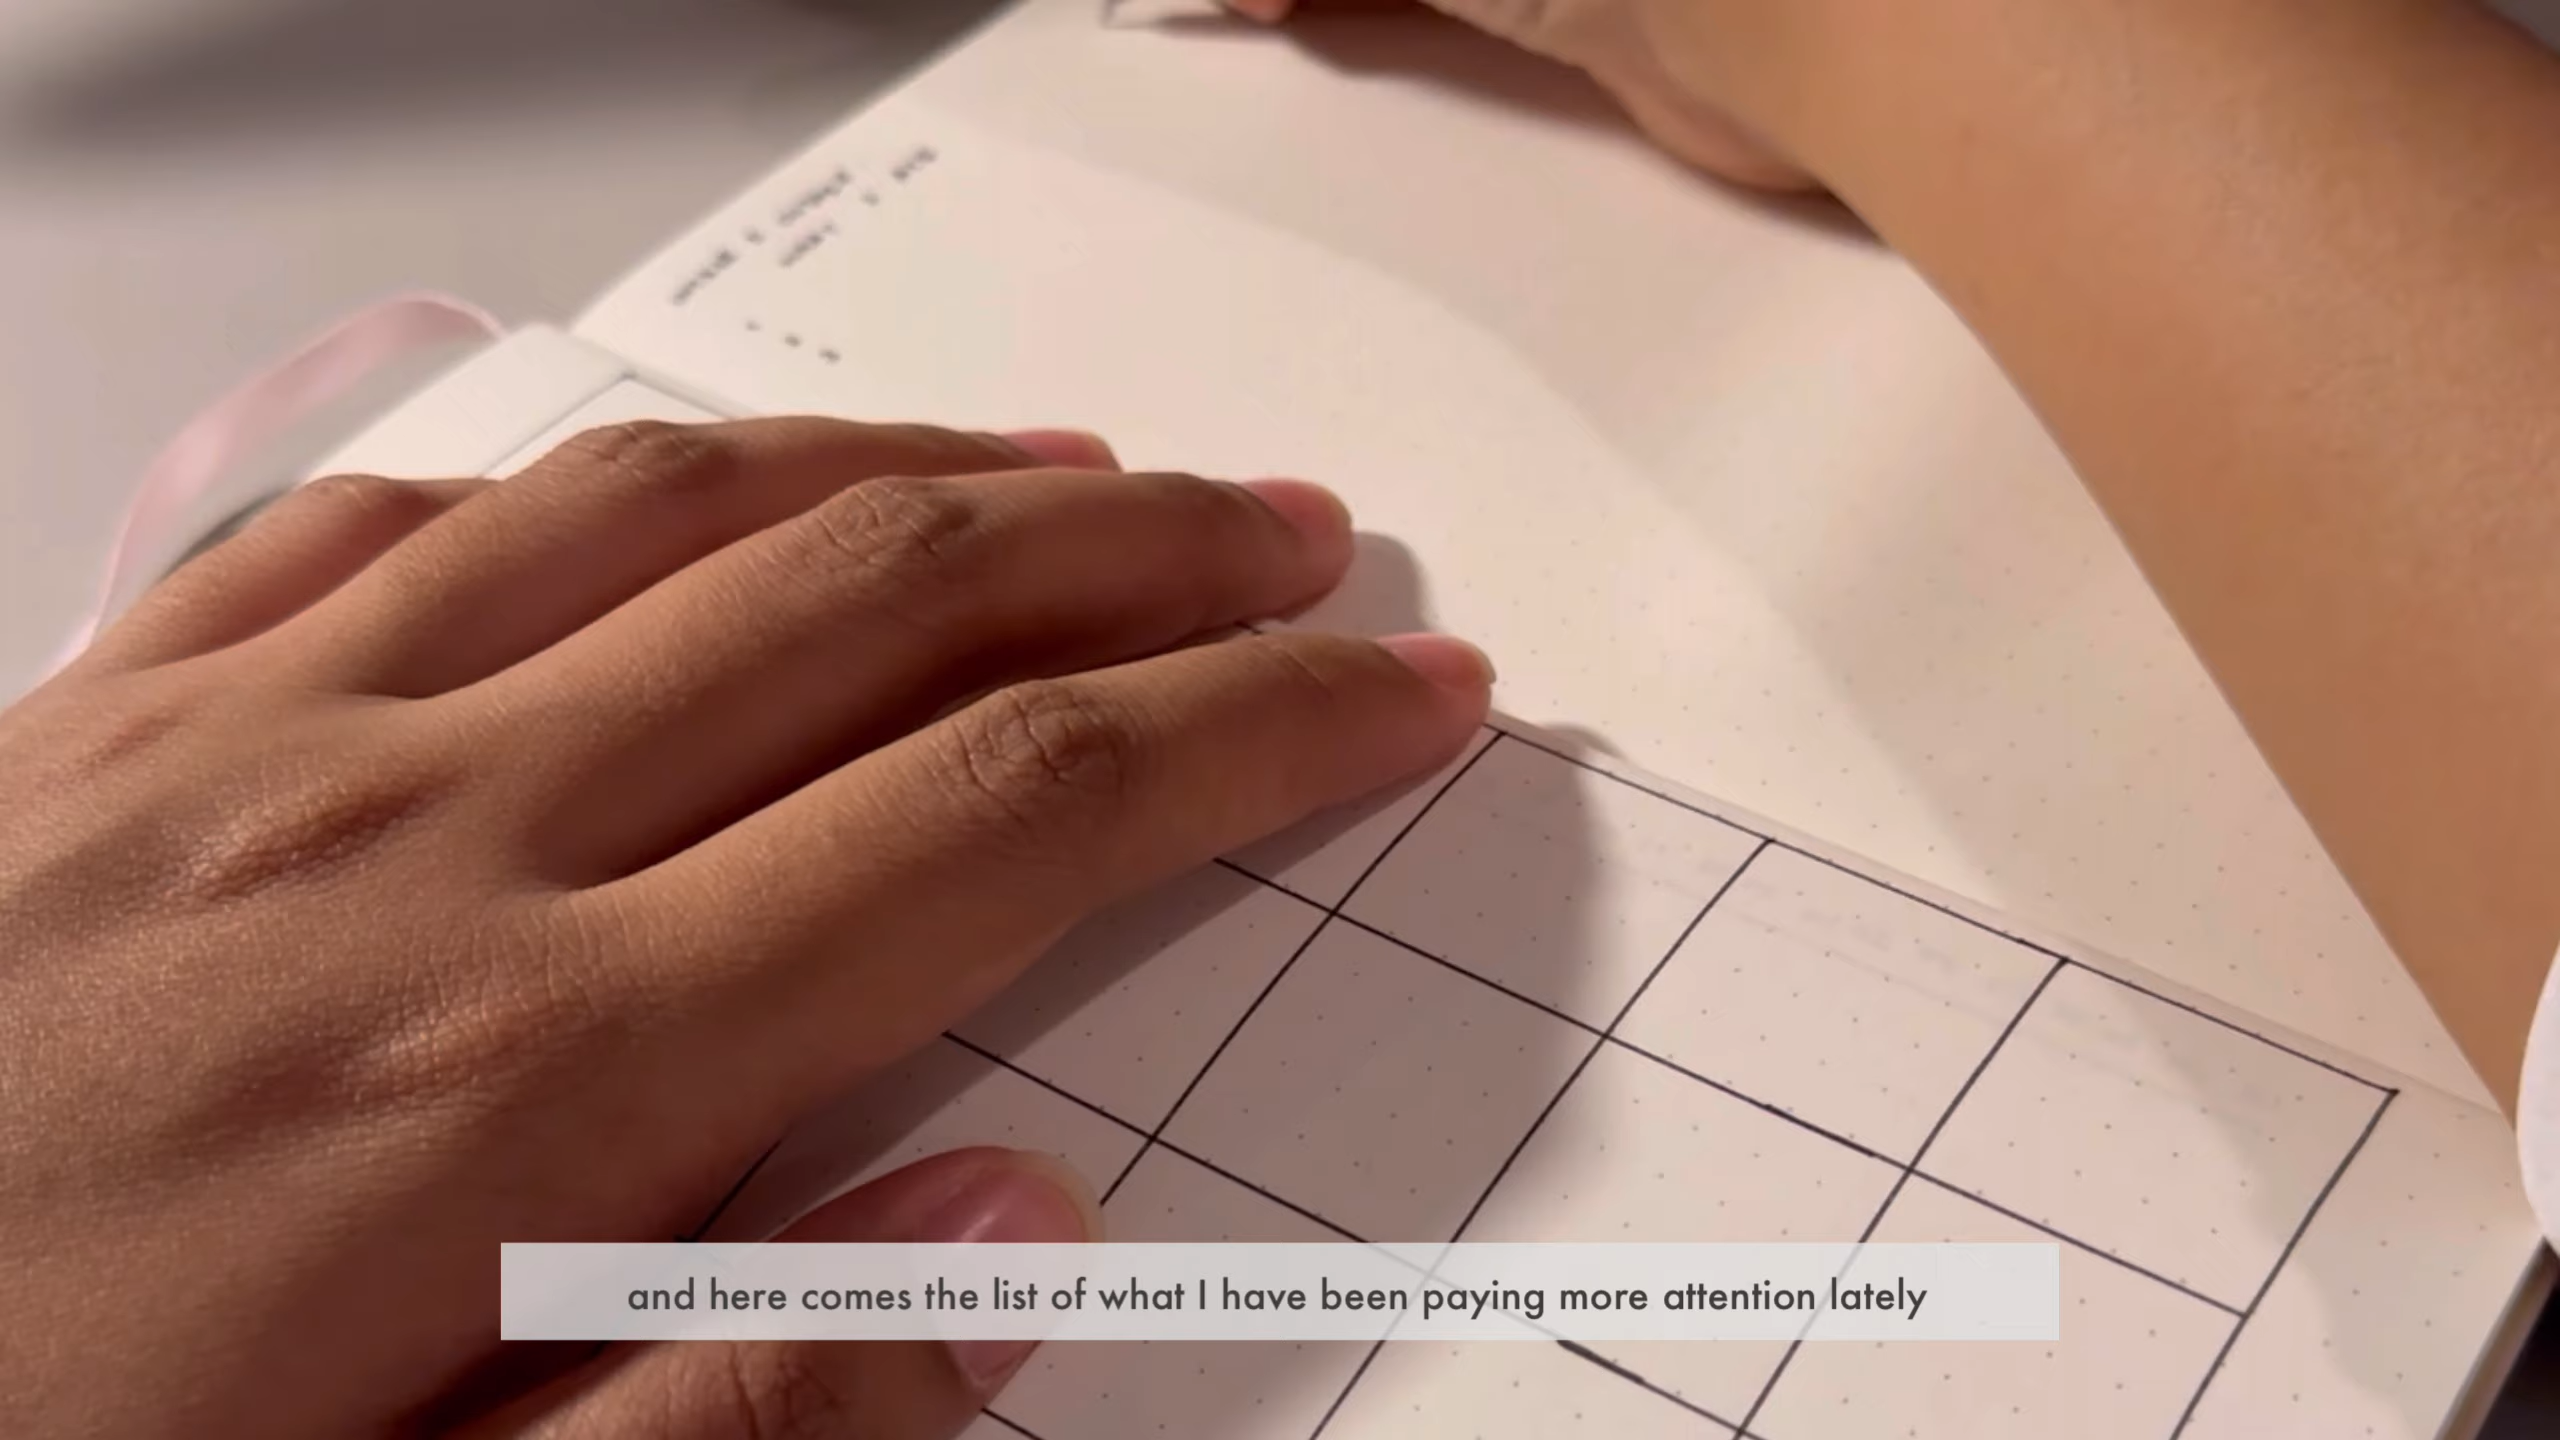 and here comes the list of what I have been paying more attention lately